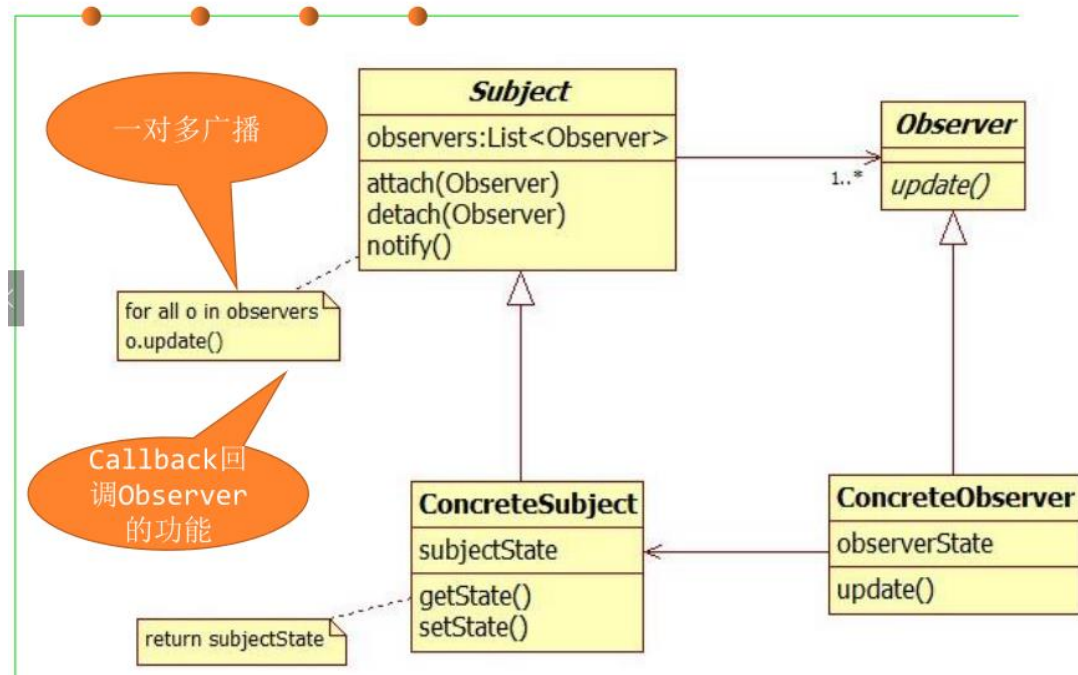 一对多广播
Subject
observers:List<Observer>
attach(Observer)
detach(Observer)
notify()
1..*
Observer
update()
for all o in observers
o.update()
Callback回
调Observer
的功能
ConcreteSubject
subjectState
getState()
setState()
ConcreteObserver
observerState
update()
return subjectState